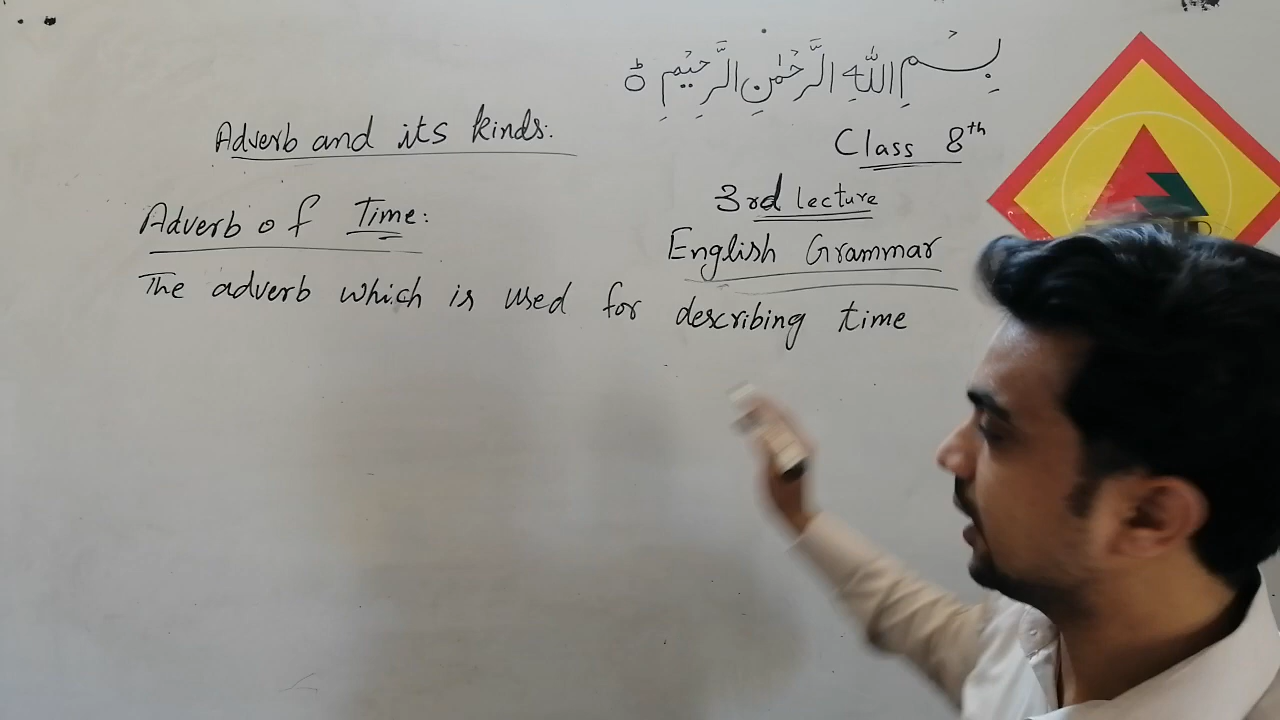 بِسْمِ اللّٰهِ الرَّحْمٰنِ الرَّحِيْمِ ۝
Adverb and its kinds:
Class 8th
3rd lecture
Adverb of Time:
English Grammar
The adverb which is used for describing time